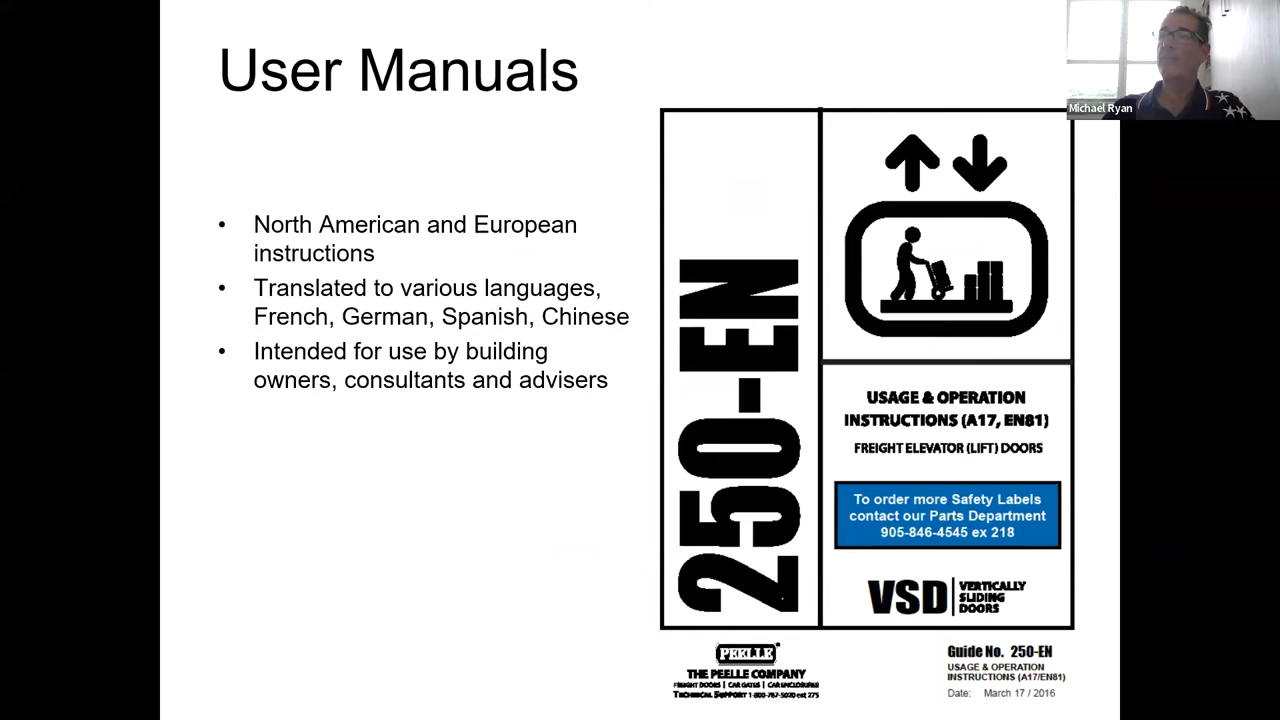 User Manuals
Michael Ryan
• North American and European
instructions
• Translated to various languages,
French, German, Spanish, Chinese
• Intended for use by building
owners, consultants and advisers
250-EN
USAGE & OPERATION
INSTRUCTIONS (A17, EN81)
FREIGHT ELEVATOR (LIFT) DOORS
To order more Safety Labels
contact our Parts Department
905-846-4545 ex 218
VSD VERTICALLY
SLIDING
DOORS
PEELLE
THE PEELLE COMPANY
FREIGHT DOORS | CAR GATES | CAR ENCLOSURES
TECHNICAL SUPPORT 1-800-787-5020 ext 275
Guide No. 250-EN
USAGE & OPERATION
INSTRUCTIONS (A17/EN81)
Date: March 17 / 2016